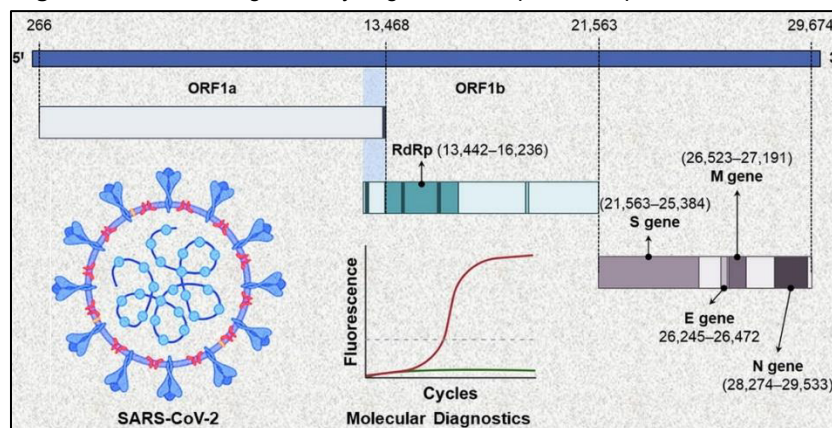 266 13,468 21,563 29,674
5'
ORF1a ORF1b
RdRp (13,442–16,236)
(26,523–27,191)
M gene
(21,563–25,384)
S gene
E gene
26,245–26,472
N gene
(28,274–29,533)
Fluorescence
Cycles
SARS-CoV-2 Molecular Diagnostics